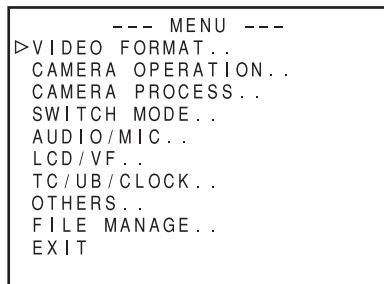 --- MENU ---
▷VIDEO FORMAT..
CAMERA OPERATION..
CAMERA PROCESS..
SWITCH MODE..
AUDIO/MIC..
LCD/VF..
TC/UB/CLOCK..
OTHERS..
FILE MANAGE..
EXIT